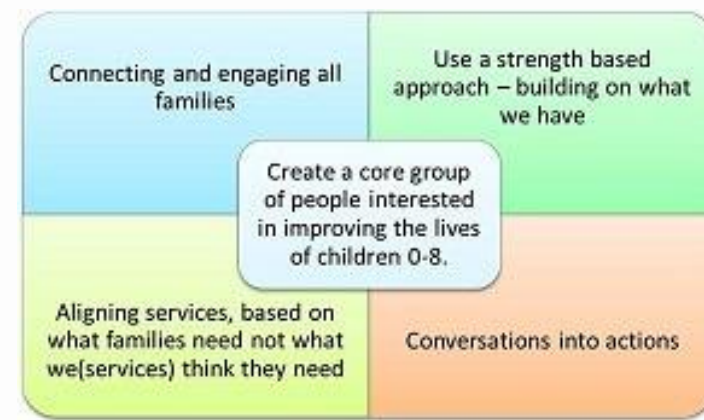 Connecting and engaging all
families
Use a strength based
approach – building on what
we have
Create a core group
of people interested
in improving the lives
of children 0-8.
Aligning services, based on
what families need not what
we(services) think they need
Conversations into actions